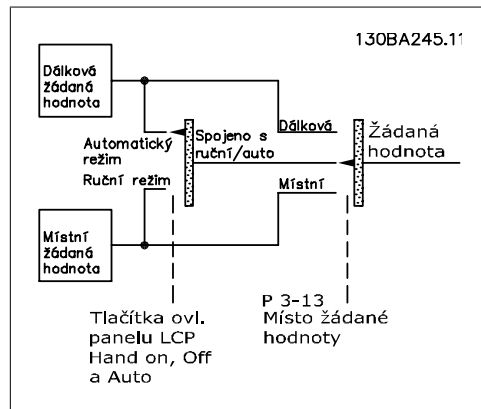 130BA245.11
Dálková
žádaná
hodnota
Automatický
režim
Ruční režim
Spojeno s
ruční/auto
Dálková
Místní
Žádaná
hodnota
Místní
žádaná
hodnota
Tlačítka ovl.
panelu LCP
Hand on, Off
a Auto
P 3-13
Místo žádané
hodnoty